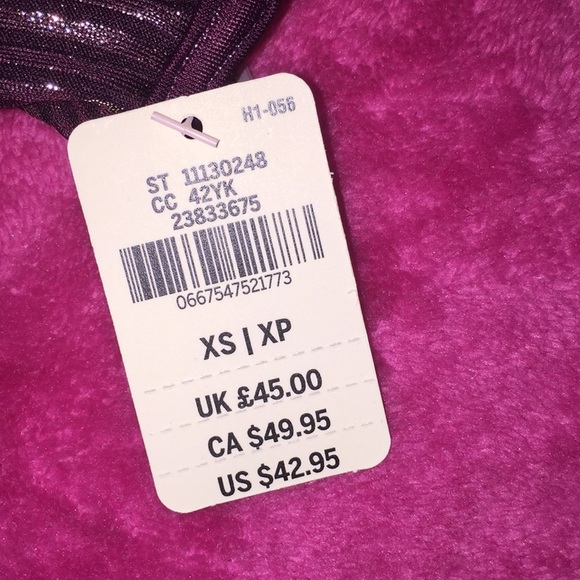 H1-056
ST 11130248
CC 42YK
23833675
0667547521773
XS | XP
UK £45.00
CA $49.95
US $42.95